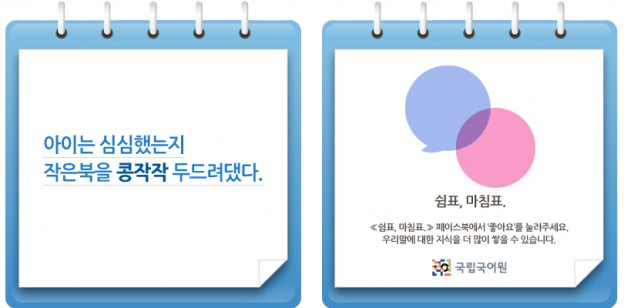 아이는 심심했는지
작은북을 콩작작 두드려댔다.
쉼표, 마침표.
≪쉼표, 마침표.≫ 페이스북에서 '좋아요'를 눌러주세요.
우리말에 대한 지식을 더 많이 쌓을 수 있습니다.
국립국어원